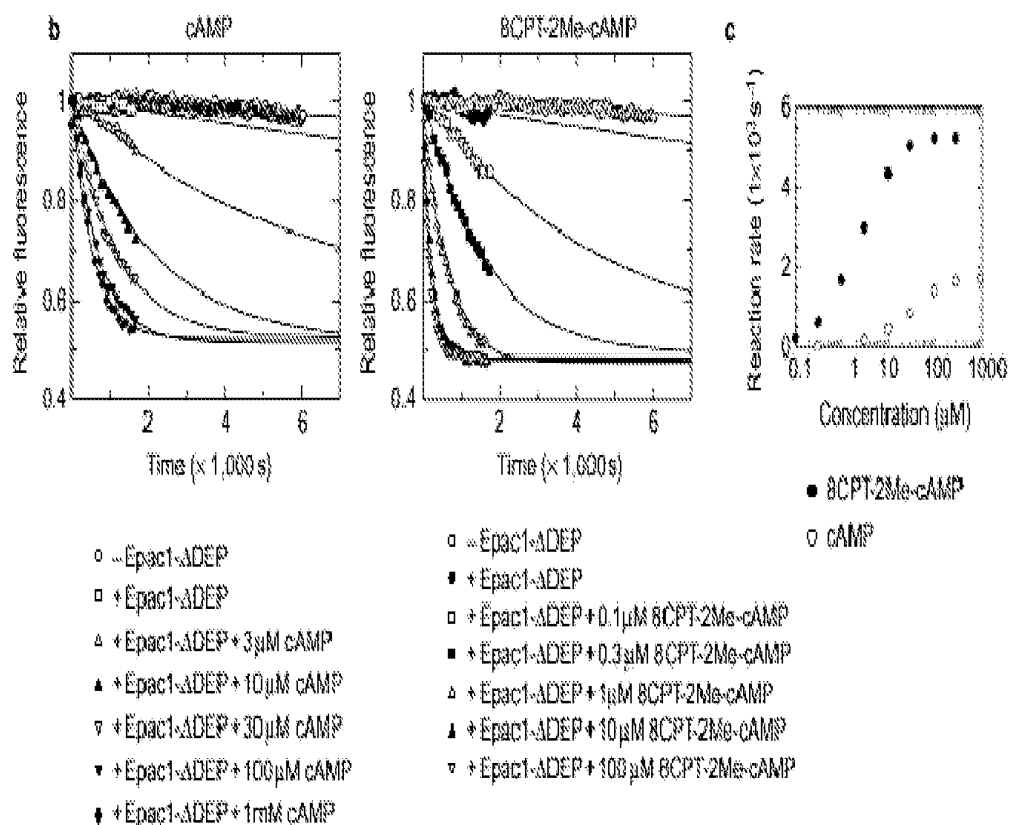 b
cAMP
8CPT-2Me-cAMP
c
Relative fluorescence
1
0.8
0.6
0.4
2 4 6
Time (× 1,000 s)
Relative fluorescence
1
0.8
0.6
0.4
2 4 6
Time (× 1,000 s)
Reaction rate (1×10³ s⁻¹)
6
4
2
0
0.1 1 10 100 1000
Concentration (µM)
● 8CPT-2Me-cAMP
○ cAMP
○ –Epac1-ΔDEP
□ +Epac1-ΔDEP
△ +Epac1-ΔDEP+3µM cAMP
▲ +Epac1-ΔDEP+10µM cAMP
▽ +Epac1-ΔDEP+30µM cAMP
▼ +Epac1-ΔDEP+100µM cAMP
♦ +Epac1-ΔDEP+1mM cAMP
○ –Epac1-ΔDEP
● +Epac1-ΔDEP
□ +Epac1-ΔDEP+0.1µM 8CPT-2Me-cAMP
■ +Epac1-ΔDEP+0.3µM 8CPT-2Me-cAMP
△ +Epac1-ΔDEP+1µM 8CPT-2Me-cAMP
▲ +Epac1-ΔDEP+10µM 8CPT-2Me-cAMP
▽ +Epac1-ΔDEP+100µM 8CPT-2Me-cAMP